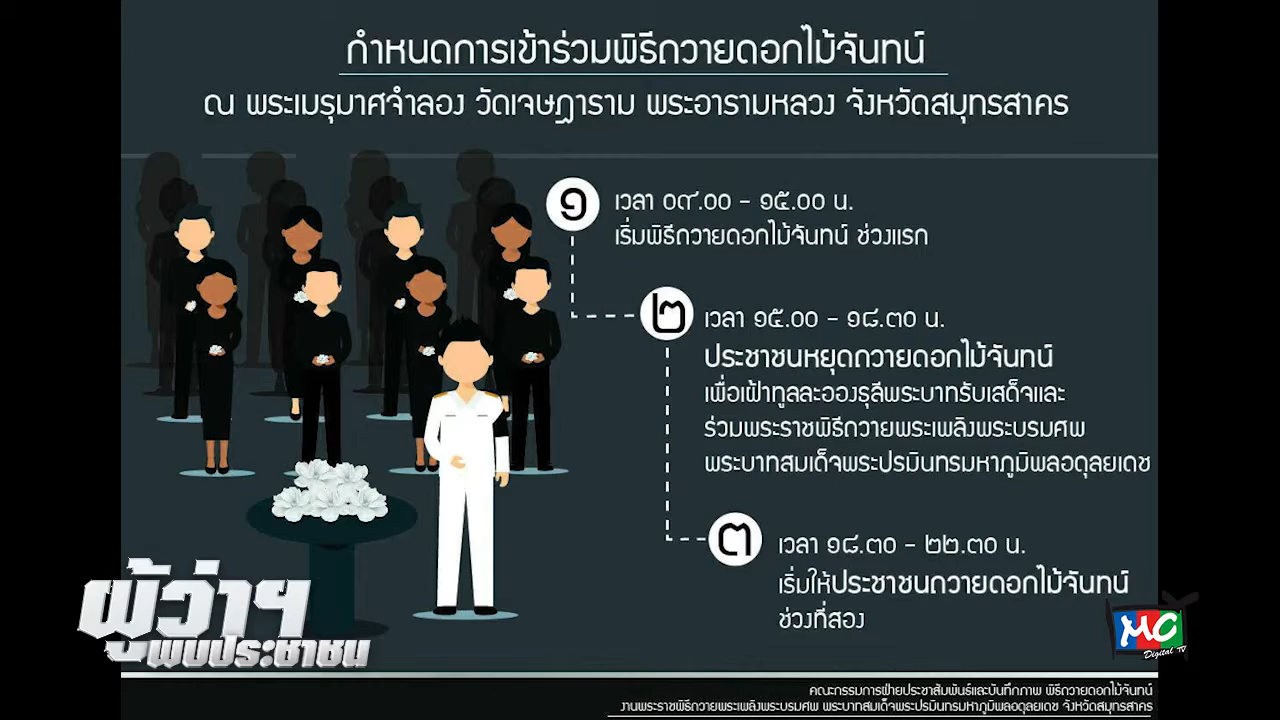 กำหนดการเข้าร่วมพิธีถวายดอกไม้จันทน์
ณ พระเมรุมาศจำลอง วัดเจษฎาราม พระอารามหลวง จังหวัดสมุทรสาคร
๑
เวลา ๐๙.๐๐ - ๑๕.๐๐ น.
เริ่มพิธีถวายดอกไม้จันทน์ ช่วงแรก
๒
เวลา ๑๕.๐๐ - ๑๘.๓๐ น.
ประชาชนหยุดถวายดอกไม้จันทน์
เพื่อเฝ้าทูลละอองธุลีพระบาทรับเสด็จและ
ร่วมพระราชพิธีถวายพระเพลิงพระบรมศพ
พระบาทสมเด็จพระปรมินทรมหาภูมิพลอดุลยเดช
๓
เวลา ๑๘.๓๐ - ๒๒.๓๐ น.
เริ่มให้ประชาชนถวายดอกไม้จันทน์
ช่วงที่สอง
ผู้ว่าฯ
พบประชาชน
MC
Digital TV
คณะกรรมการฝ่ายประชาสัมพันธ์และบันทึกภาพ พิธีถวายดอกไม้จันทน์
งานพระราชพิธีถวายพระเพลิงพระบรมศพ พระบาทสมเด็จพระปรมินทรมหาภูมิพลอดุลยเดช จังหวัดสมุทรสาคร